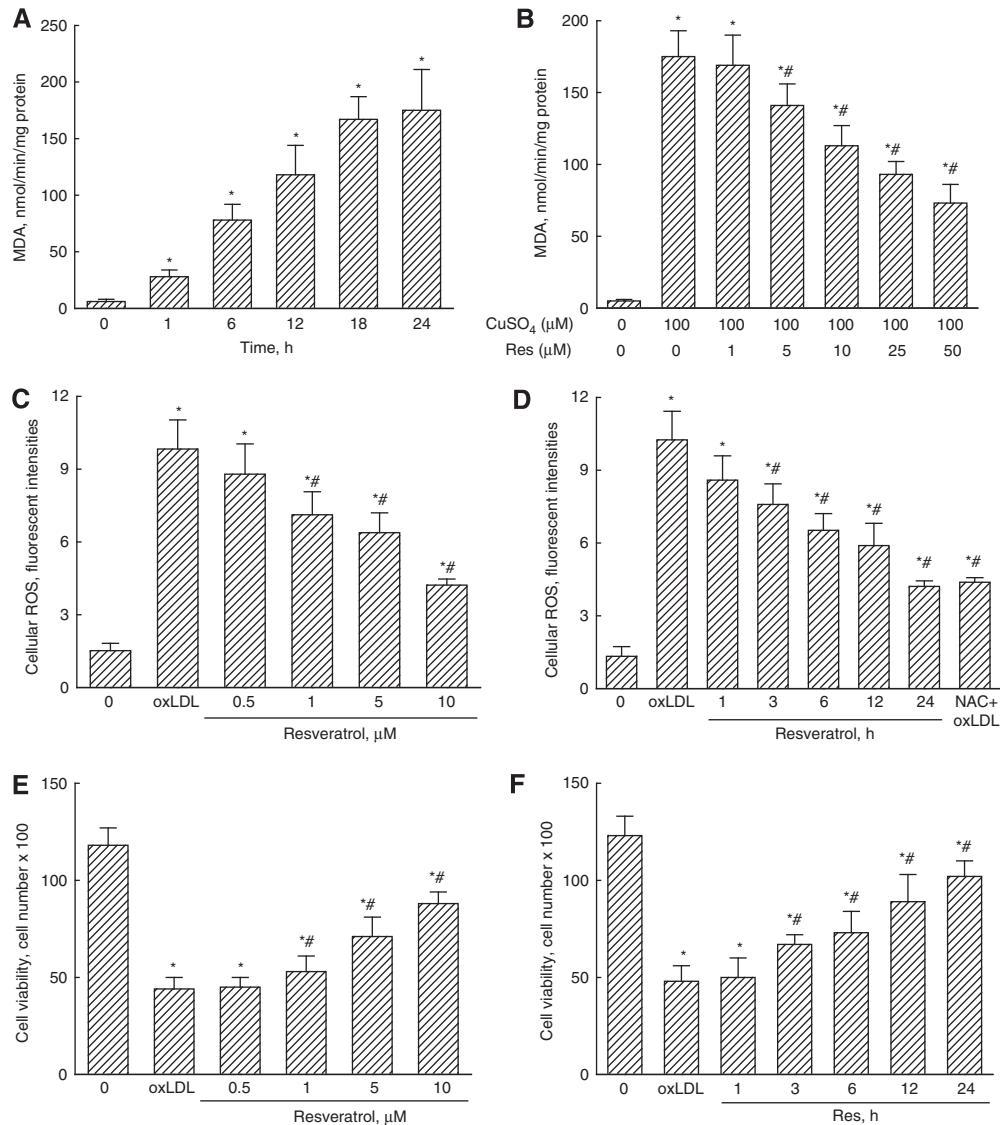 A
MDA, nmol/min/mg protein
250
200
150
100
50
0
* * * * *
0 1 6 12 18 24
Time, h
B
MDA, nmol/min/mg protein
200
150
100
50
0
* * *# *# *# *#
CuSO4 (μM) 0 100 100 100 100 100 100
Res (μM) 0 0 1 5 10 25 50
C
Cellular ROS, fluorescent intensities
12
9
6
3
0
* * *# *# *#
0 oxLDL 0.5 1 5 10
Resveratrol, μM
D
Cellular ROS, fluorescent intensities
12
9
6
3
0
* * *# *# *# *# *#
0 oxLDL 1 3 6 12 24 NAC+
oxLDL
Resveratrol, h
E
Cell viability, cell number x 100
150
100
50
0
* * *# *# *#
0 oxLDL 0.5 1 5 10
Resveratrol, μM
F
Cell viability, cell number x 100
150
100
50
0
* * *# *# *# *#
0 oxLDL 1 3 6 12 24
Res, h